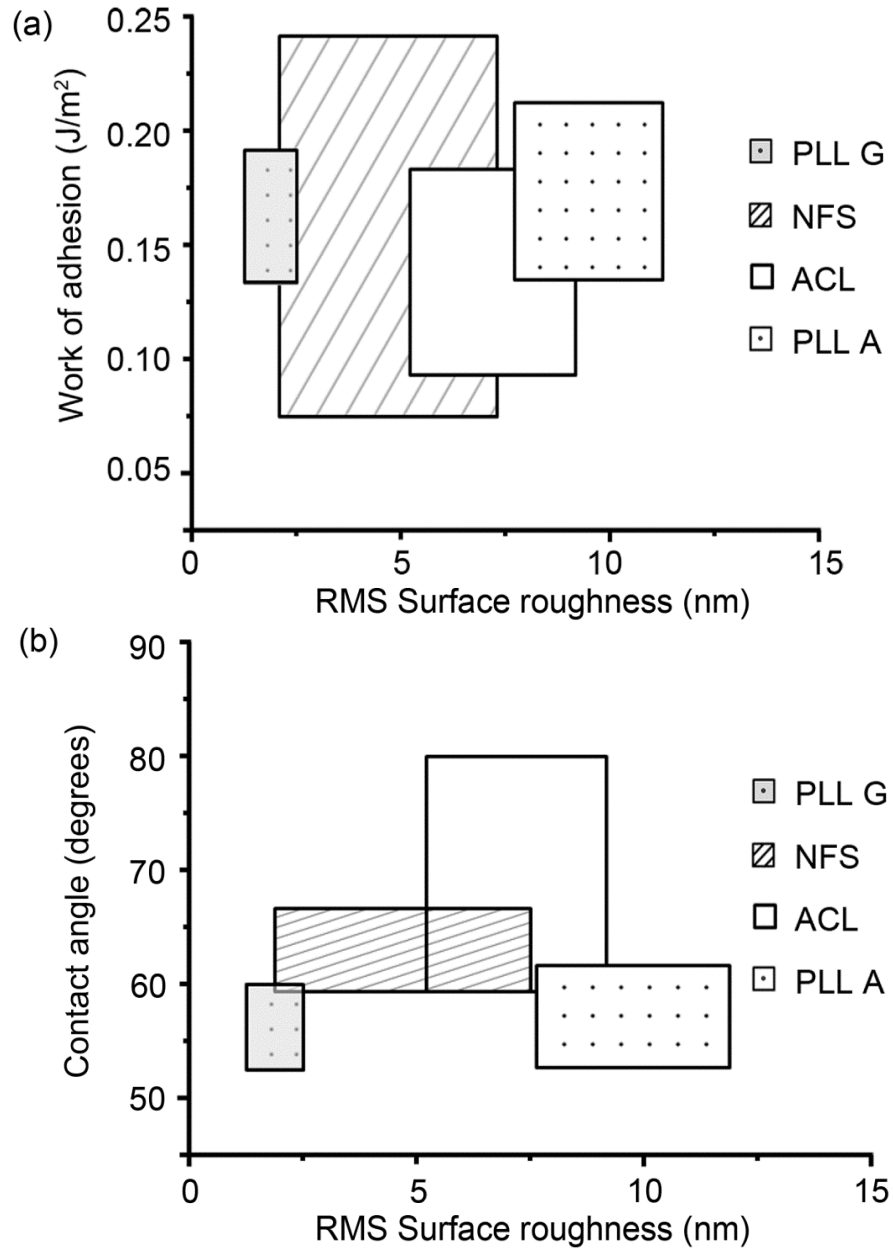 (a)
Work of adhesion (J/m²)
0.25
0.20
0.15
0.10
0.05
0
5
10
15
RMS Surface roughness (nm)
PLL G
NFS
ACL
PLL A
(b)
Contact angle (degrees)
90
80
70
60
50
0
5
10
15
RMS Surface roughness (nm)
PLL G
NFS
ACL
PLL A